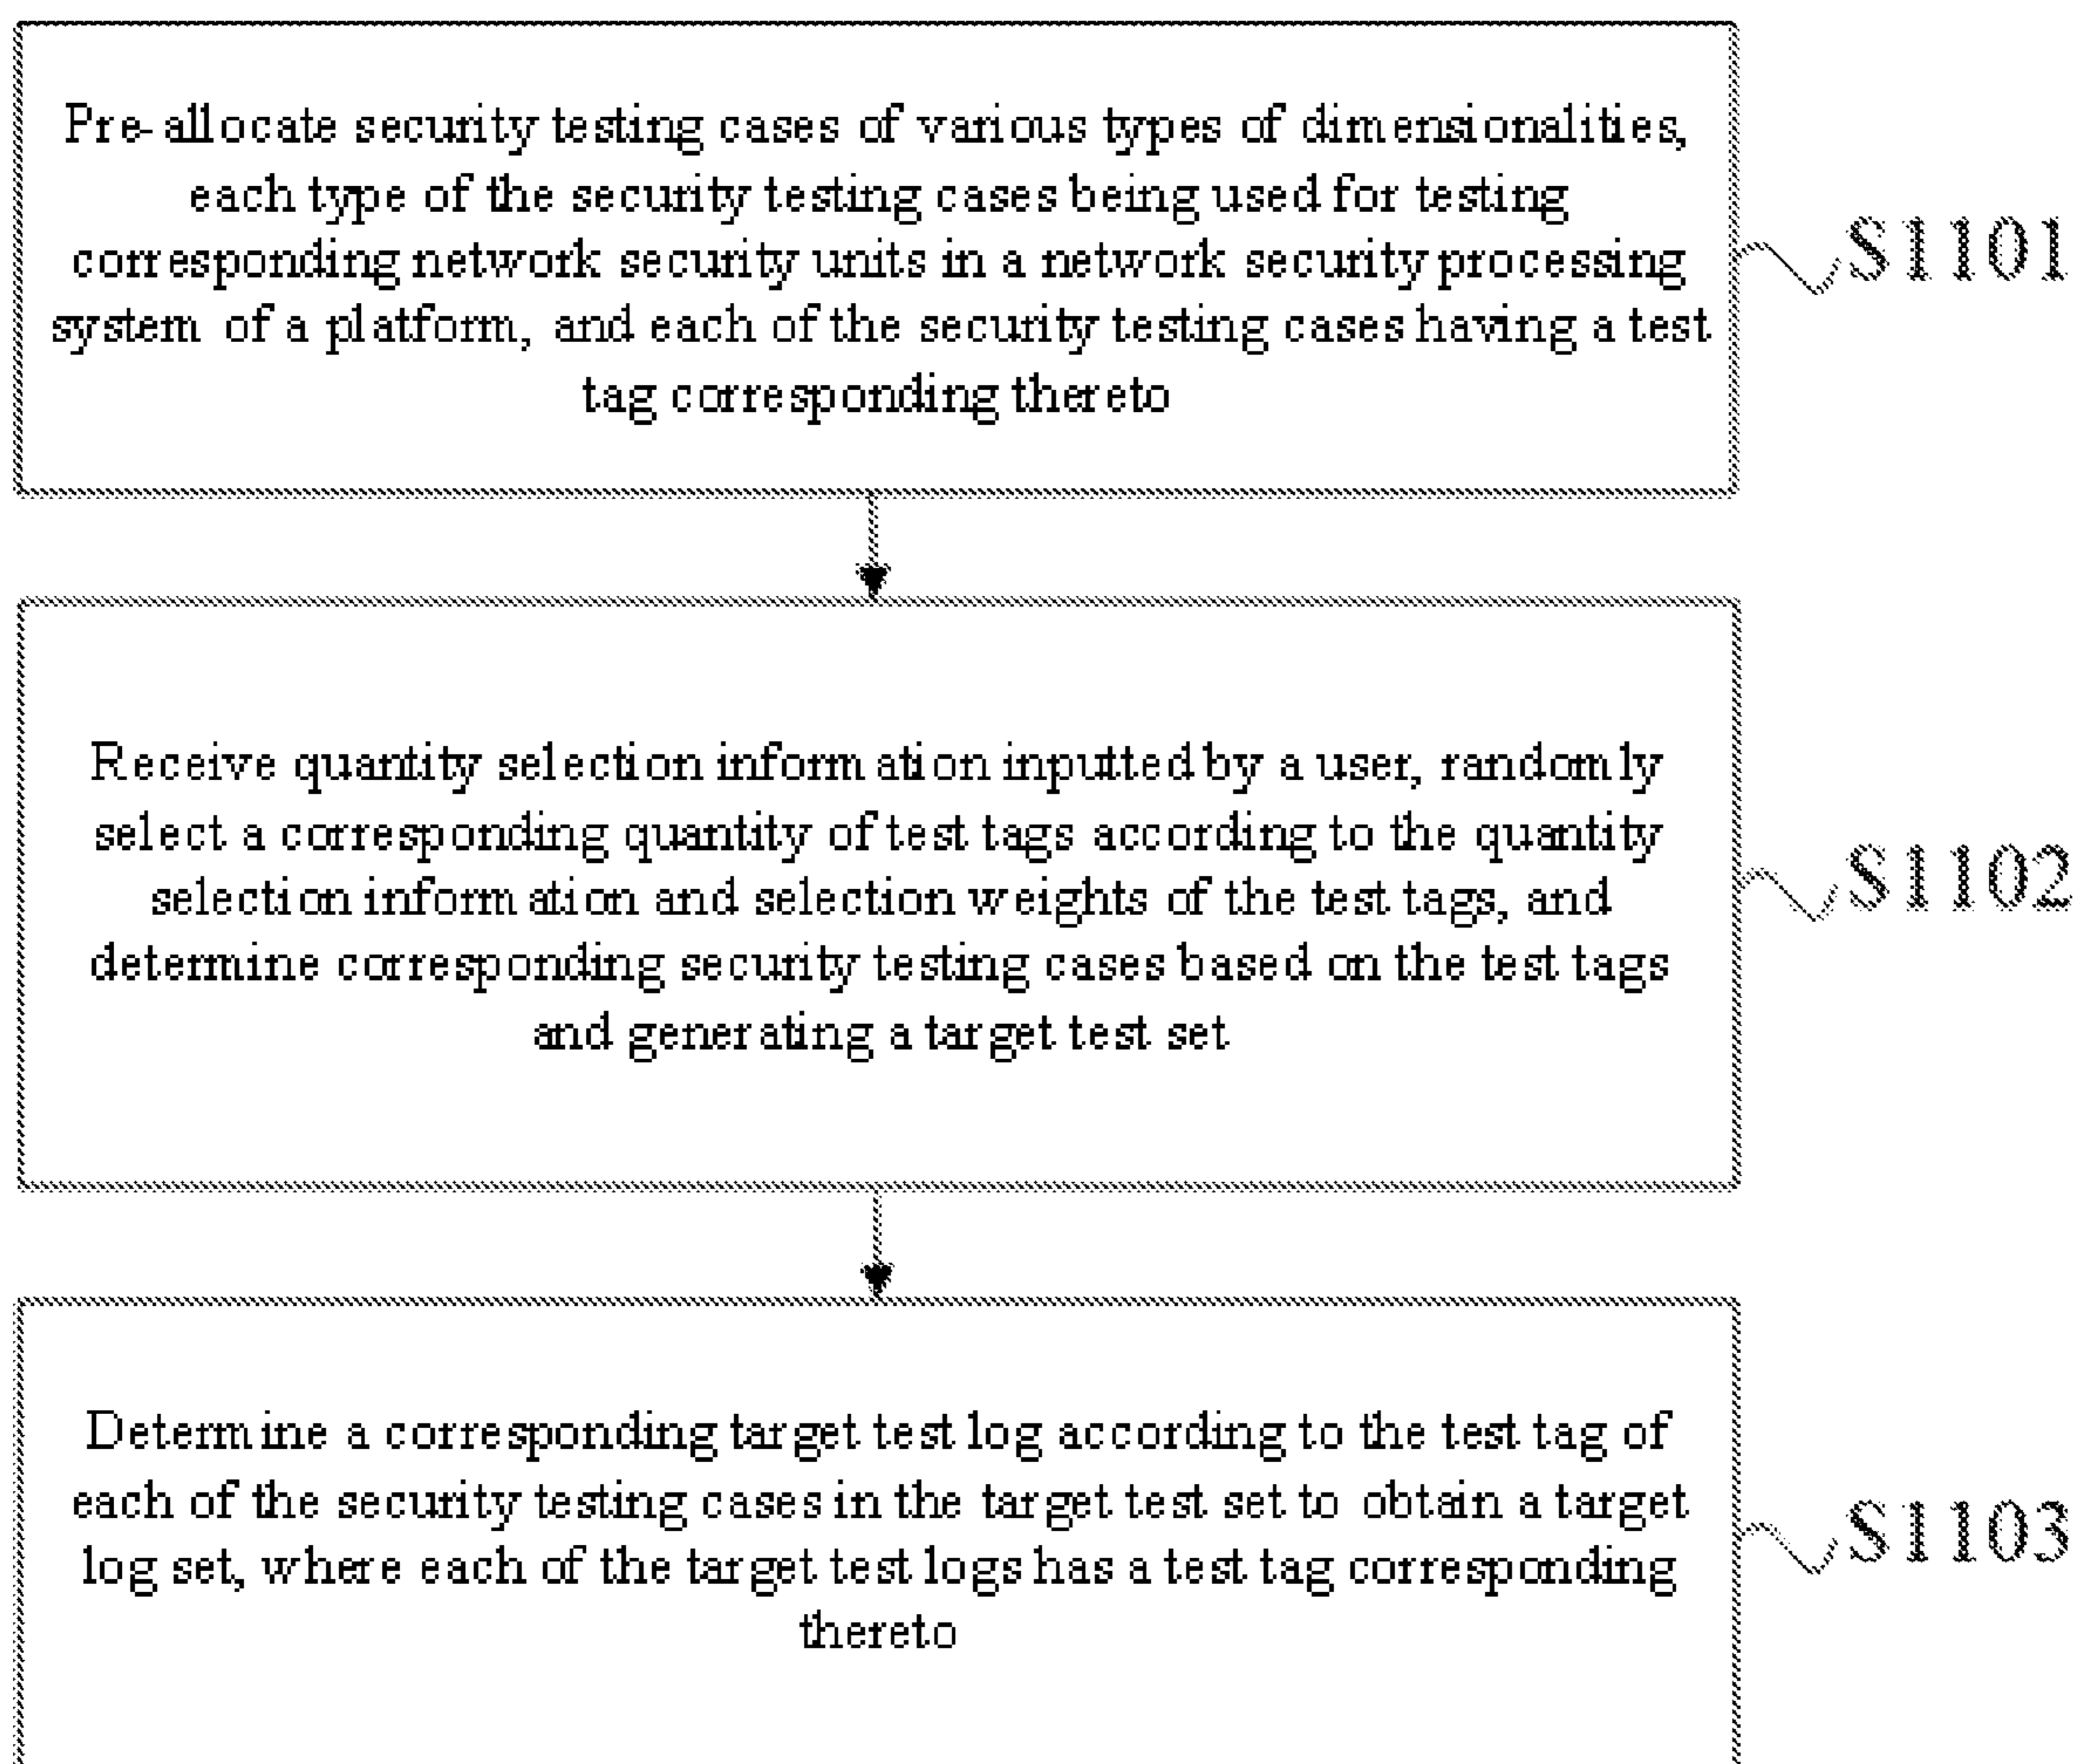 Pre-allocate security testing cases of various types of dimensionalities,
each type of the security testing cases being used for testing
corresponding network security units in a network security processing
system of a platform, and each of the security testing cases having a test
tag corresponding thereto
S1101
Receive quantity selection information inputted by a user, randomly
select a corresponding quantity of test tags according to the quantity
selection information and selection weights of the test tags, and
determine corresponding security testing cases based on the test tags
and generating a target test set
S1102
Determine a corresponding target test log according to the test tag of
each of the security testing cases in the target test set to obtain a target
log set, where each of the target test logs has a test tag corresponding
thereto
S1103